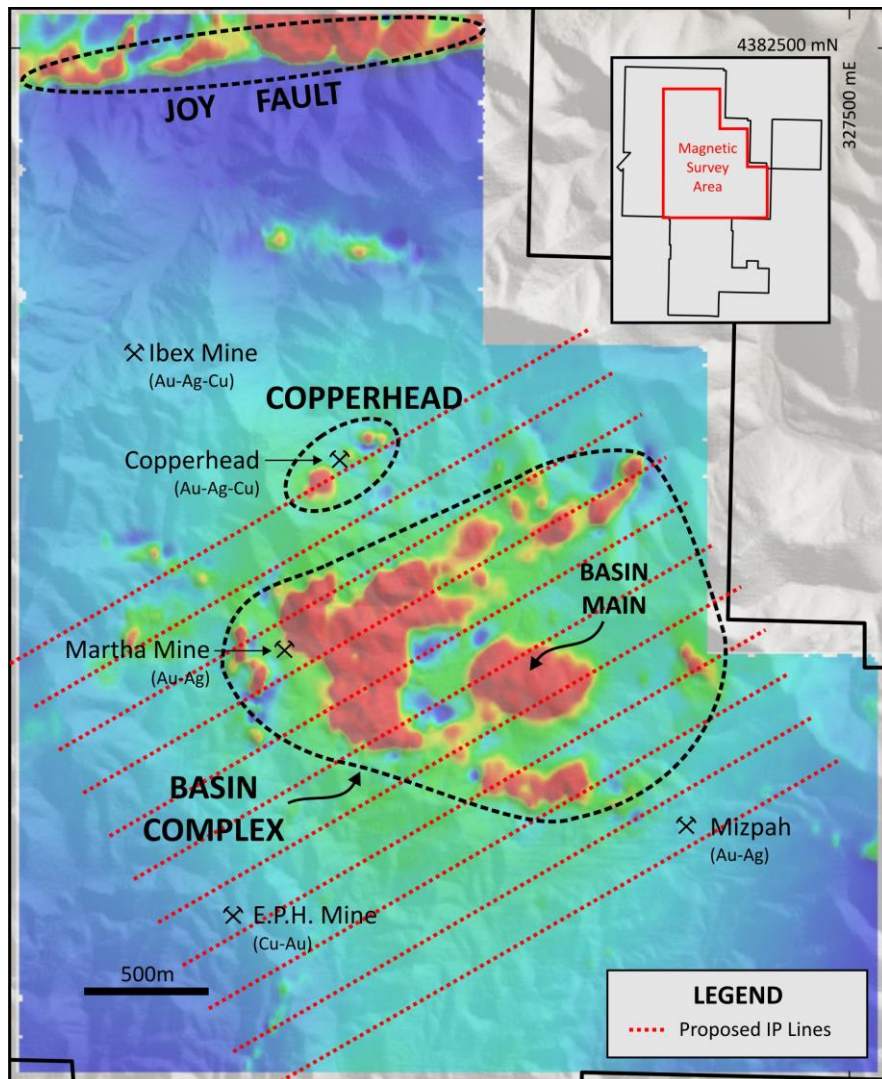 4382500 mN
327500 mE
JOY FAULT
Magnetic
Survey
Area
Ibex Mine
(Au-Ag-Cu)
COPPERHEAD
Copperhead
(Au-Ag-Cu)
BASIN
MAIN
Martha Mine
(Au-Ag)
BASIN
COMPLEX
Mizpah
(Au-Ag)
E.P.H. Mine
(Cu-Au)
500m
LEGEND
Proposed IP Lines